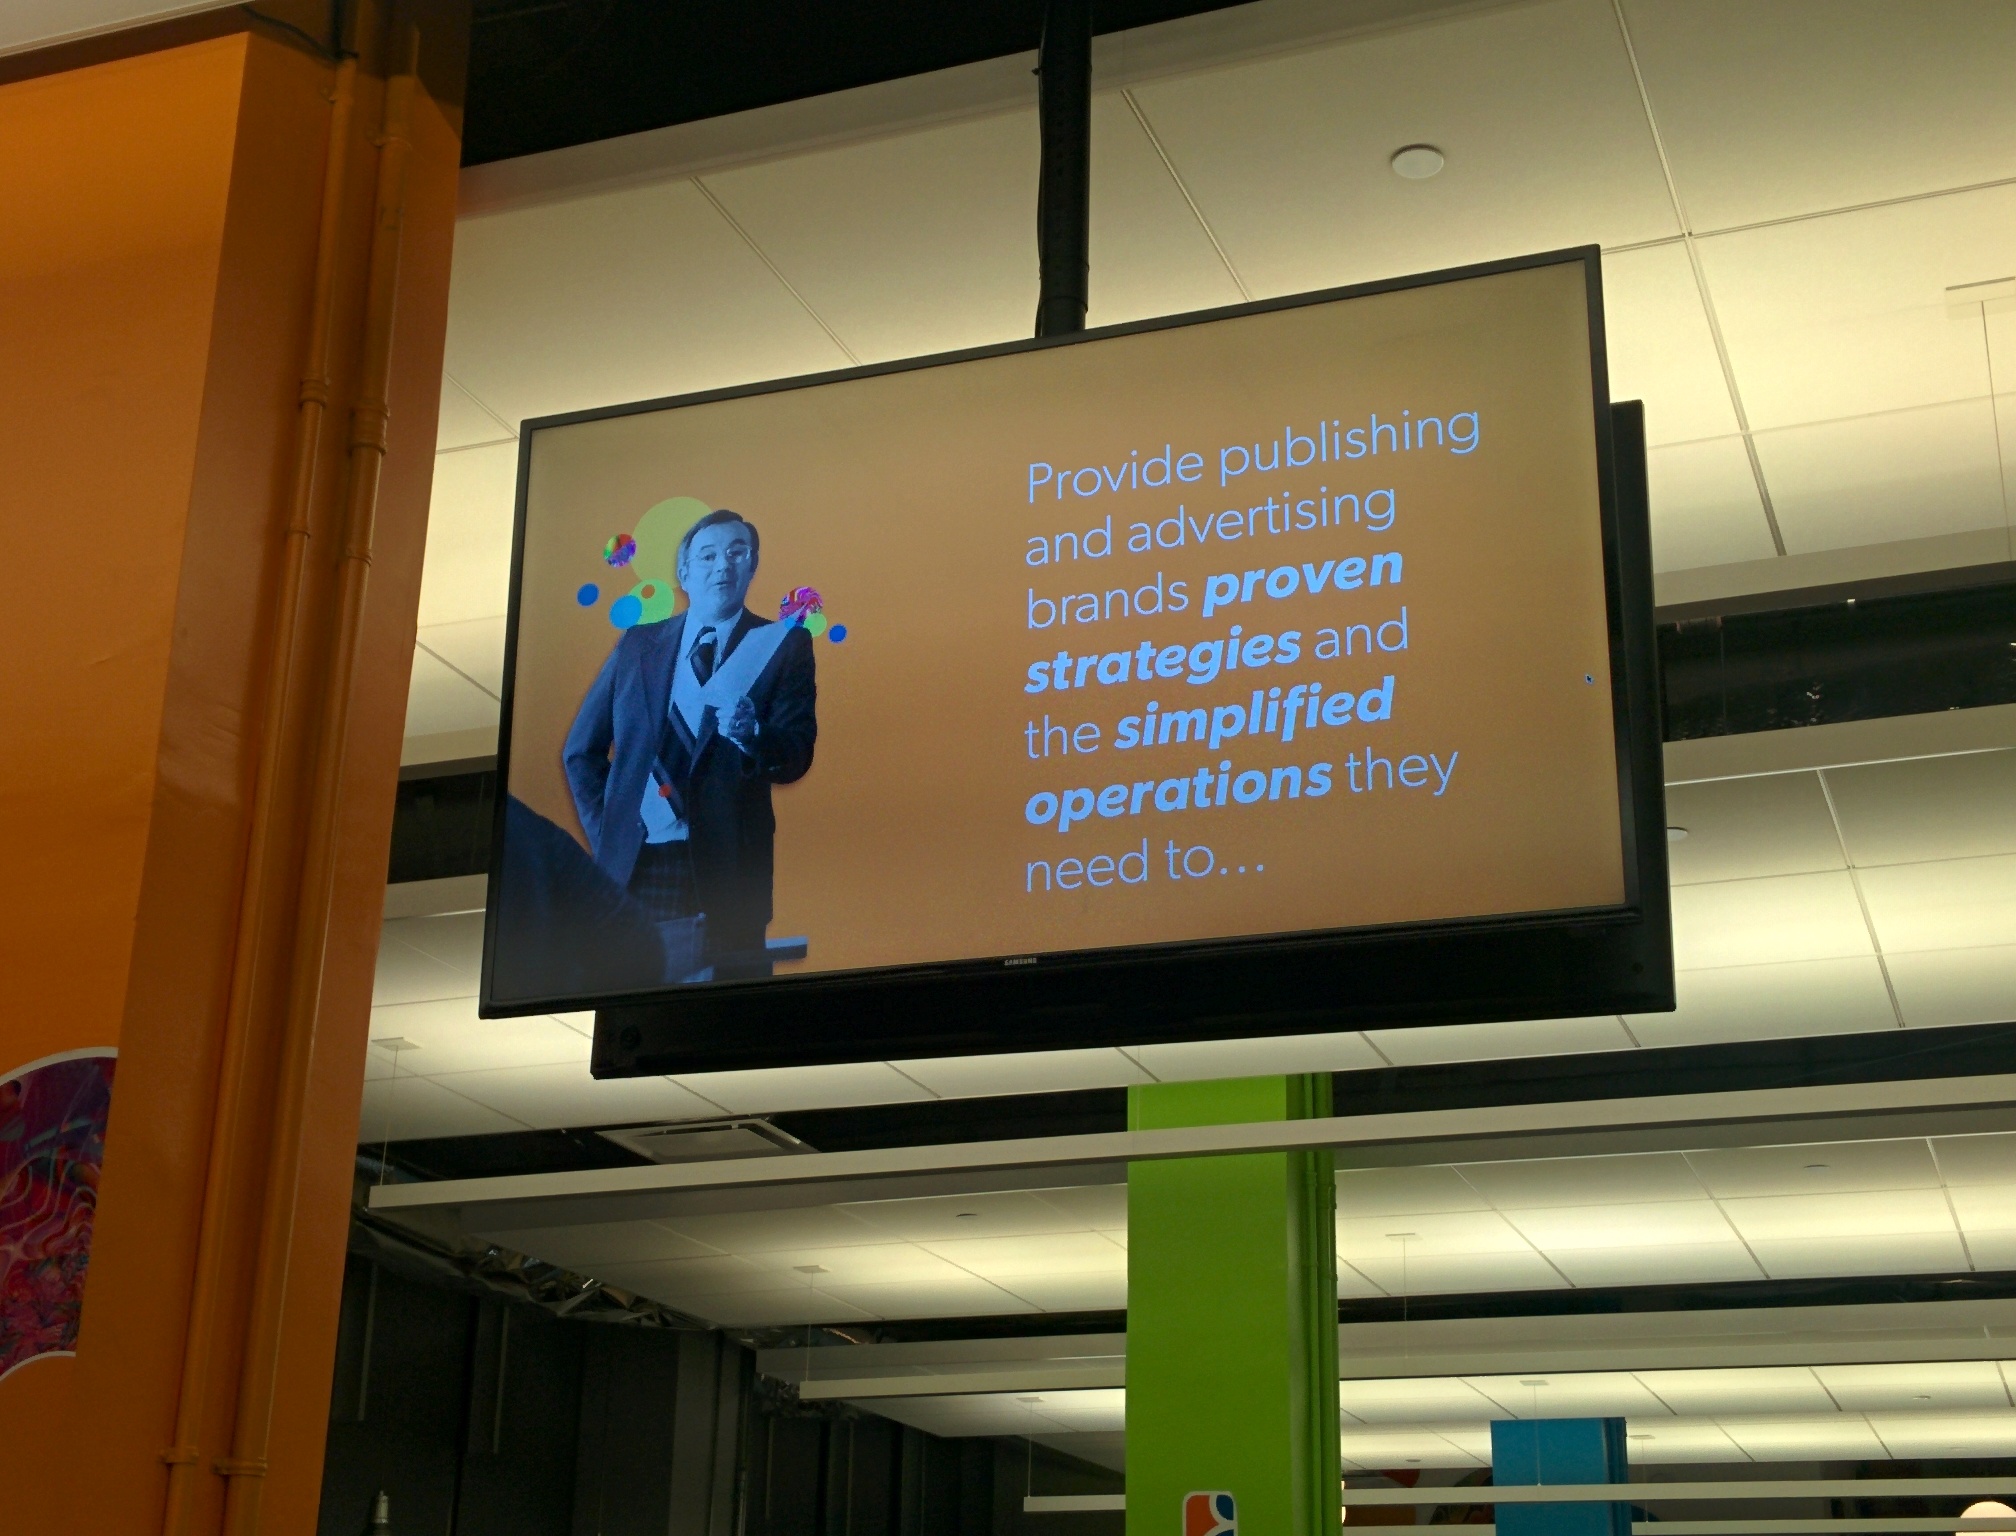 Provide publishing
and advertising
brands proven
strategies and
the simplified
operations they
need to...
SAMSUNG